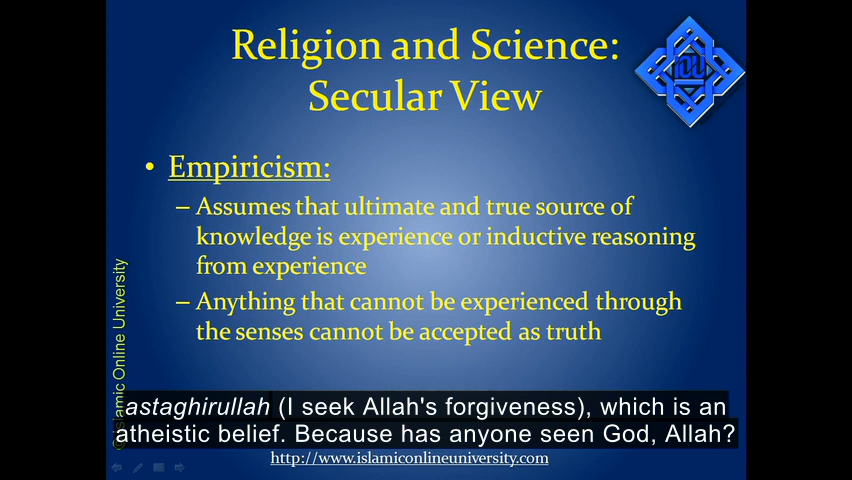 Religion and Science:
Secular View
IOU
• Empiricism:
– Assumes that ultimate and true source of
knowledge is experience or inductive reasoning
from experience
– Anything that cannot be experienced through
the senses cannot be accepted as truth
©Islamic Online University
astaghirullah (I seek Allah's forgiveness), which is an
atheistic belief. Because has anyone seen God, Allah?
http://www.islamiconlineuniversity.com